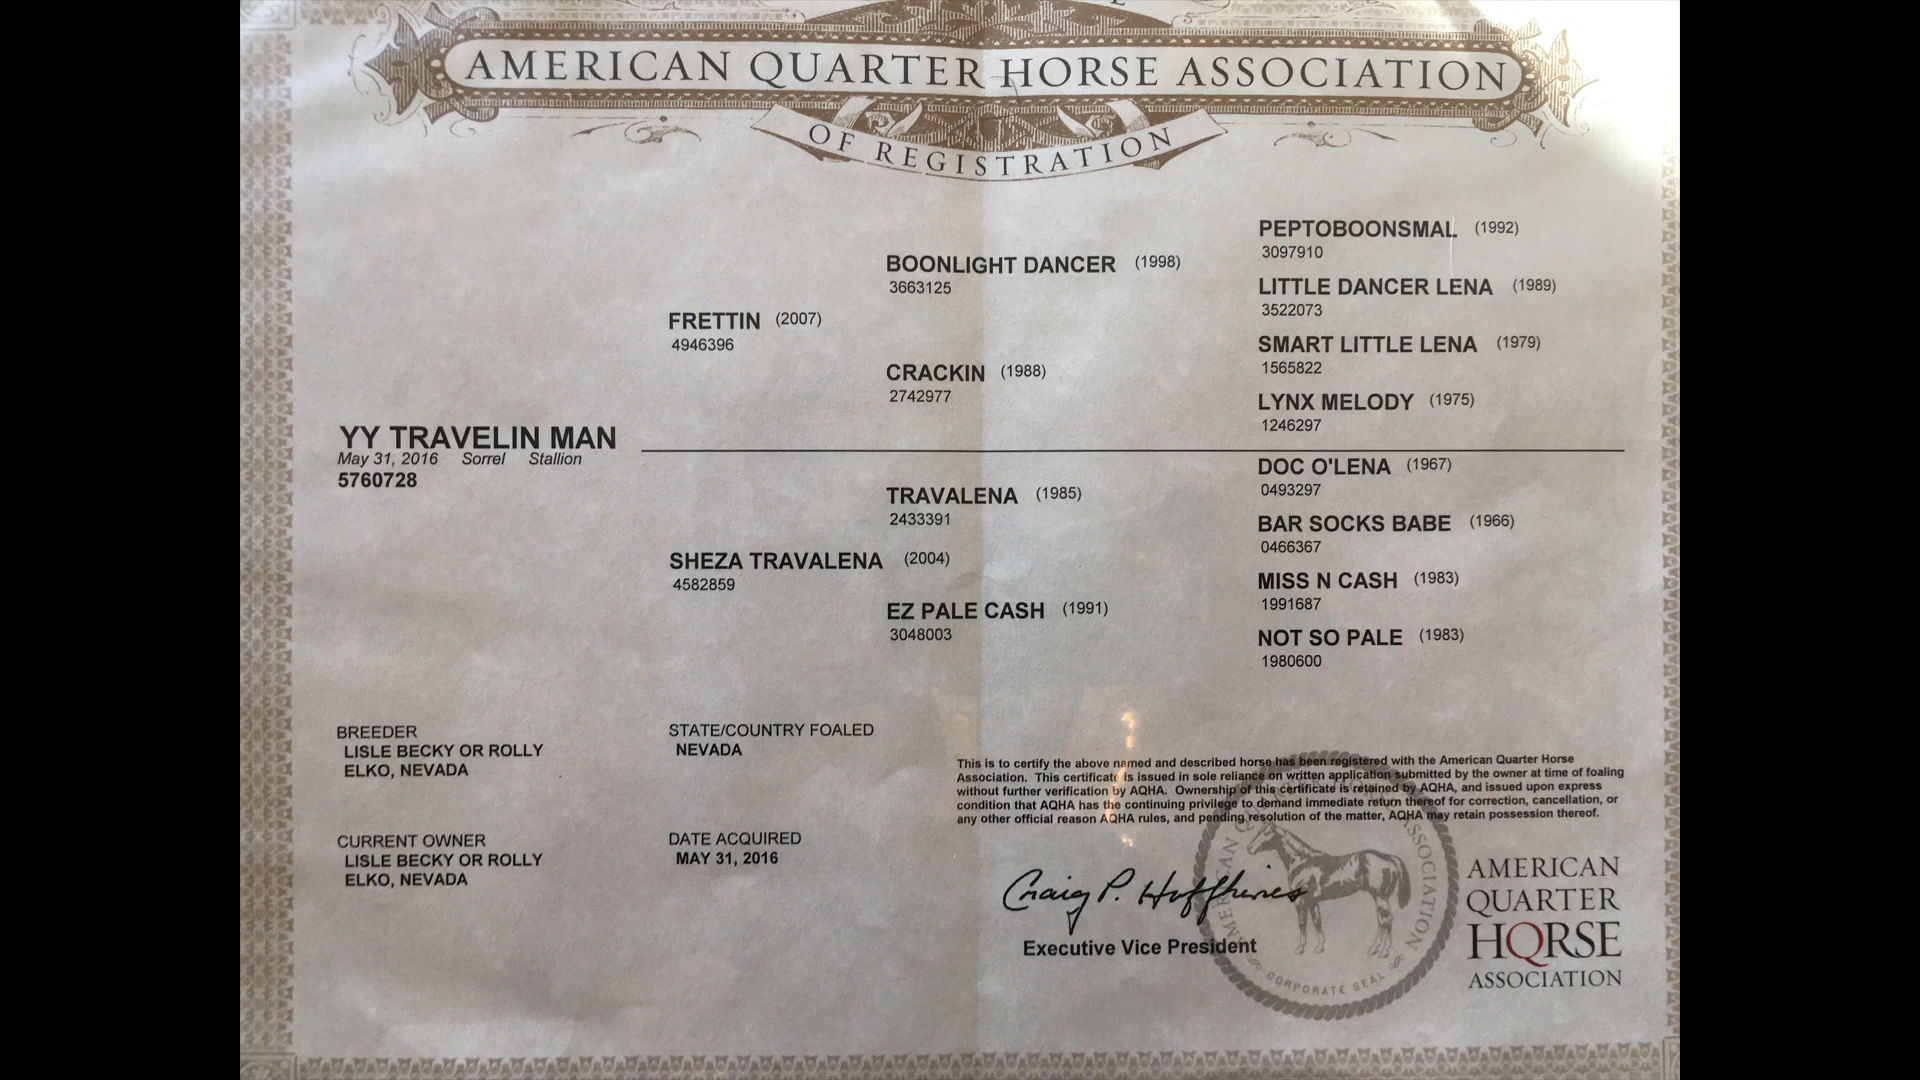 AMERICAN QUARTER HORSE ASSOCIATION
OF REGISTRATION
PEPTOBOONSMAL (1992)
3097910
BOONLIGHT DANCER (1998)
3663125
LITTLE DANCER LENA (1989)
3522073
FRETTIN (2007)
4946396
SMART LITTLE LENA (1979)
1565822
CRACKIN (1988)
2742977
LYNX MELODY (1975)
1246297
YY TRAVELIN MAN
May 31, 2016 Sorrel Stallion
5760728
DOC O'LENA (1967)
0493297
TRAVALENA (1985)
2433391
BAR SOCKS BABE (1966)
0466367
SHEZA TRAVALENA (2004)
4582859
MISS N CASH (1983)
1991687
EZ PALE CASH (1991)
3048003
NOT SO PALE (1983)
1980600
BREEDER
LISLE BECKY OR ROLLY
ELKO, NEVADA
STATE/COUNTRY FOALED
NEVADA
CURRENT OWNER
LISLE BECKY OR ROLLY
ELKO, NEVADA
DATE ACQUIRED
MAY 31, 2016
This is to certify the above named and described horse has been registered with the American Quarter Horse
Association. This certificate is issued in sole reliance on written application submitted by the owner at time of foaling
without further verification by AQHA. Ownership of this certificate is retained by AQHA, and issued upon express
condition that AQHA has the continuing privilege to demand immediate return thereof for correction, cancellation, or
any other official reason AQHA rules, and pending resolution of the matter, AQHA may retain possession thereof.
Craig P. Huffhines
Executive Vice President
CORPORATE SEAL
AMERICAN
QUARTER
HORSE
ASSOCIATION